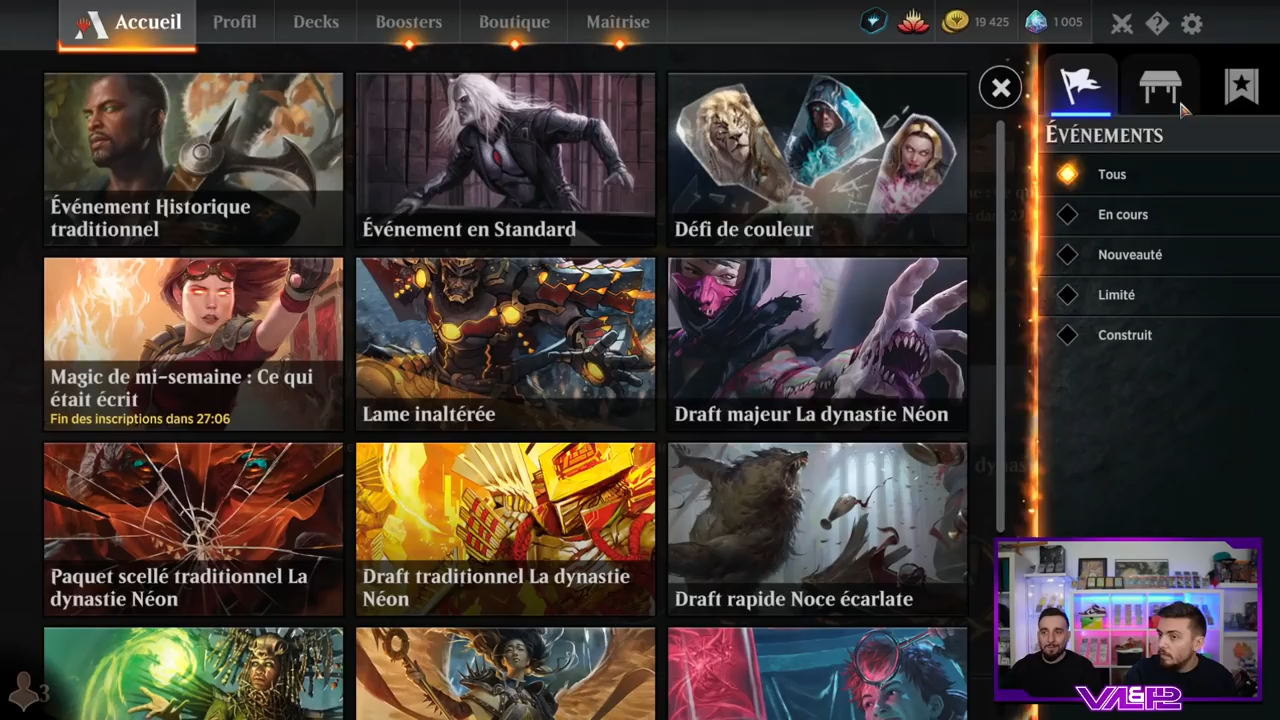 Accueil
Profil
Decks
Boosters
Boutique
Maîtrise
19 425
1 005
Événement Historique
traditionnel
Événement en Standard
Défi de couleur
Magic de mi-semaine : Ce qui
était écrit
Fin des inscriptions dans 27:06
Lame inaltérée
Draft majeur La dynastie Néon
Paquet scellé traditionnel La
dynastie Néon
Draft traditionnel La dynastie
Néon
Draft rapide Noce écarlate
ÉVÉNEMENTS
Tous
En cours
Nouveauté
Limité
Construit
3